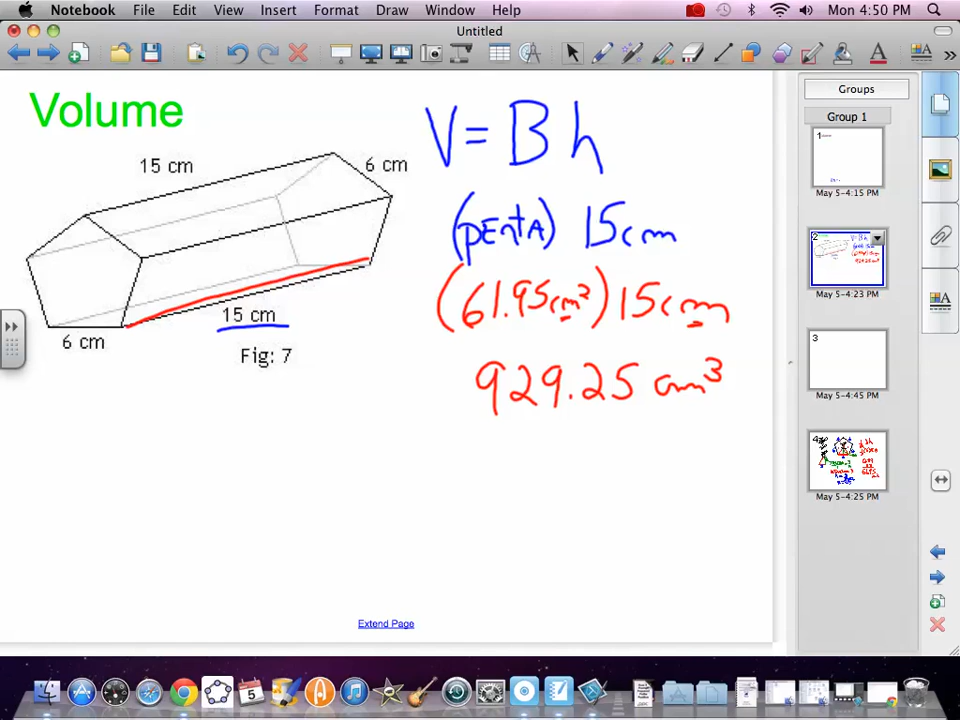 Notebook File Edit View Insert Format Draw Window Help Mon 4:50 PM
Untitled
Groups
Group 1
1
May 5-4:15 PM
2
May 5-4:23 PM
3
May 5-4:45 PM
May 5-4:25 PM
Volume
V = B h
15 cm
6 cm
(pEntA) 15cm
(61.95cm²) 15cm
15 cm
6 cm
Fig: 7
929.25 cm³
Extend Page